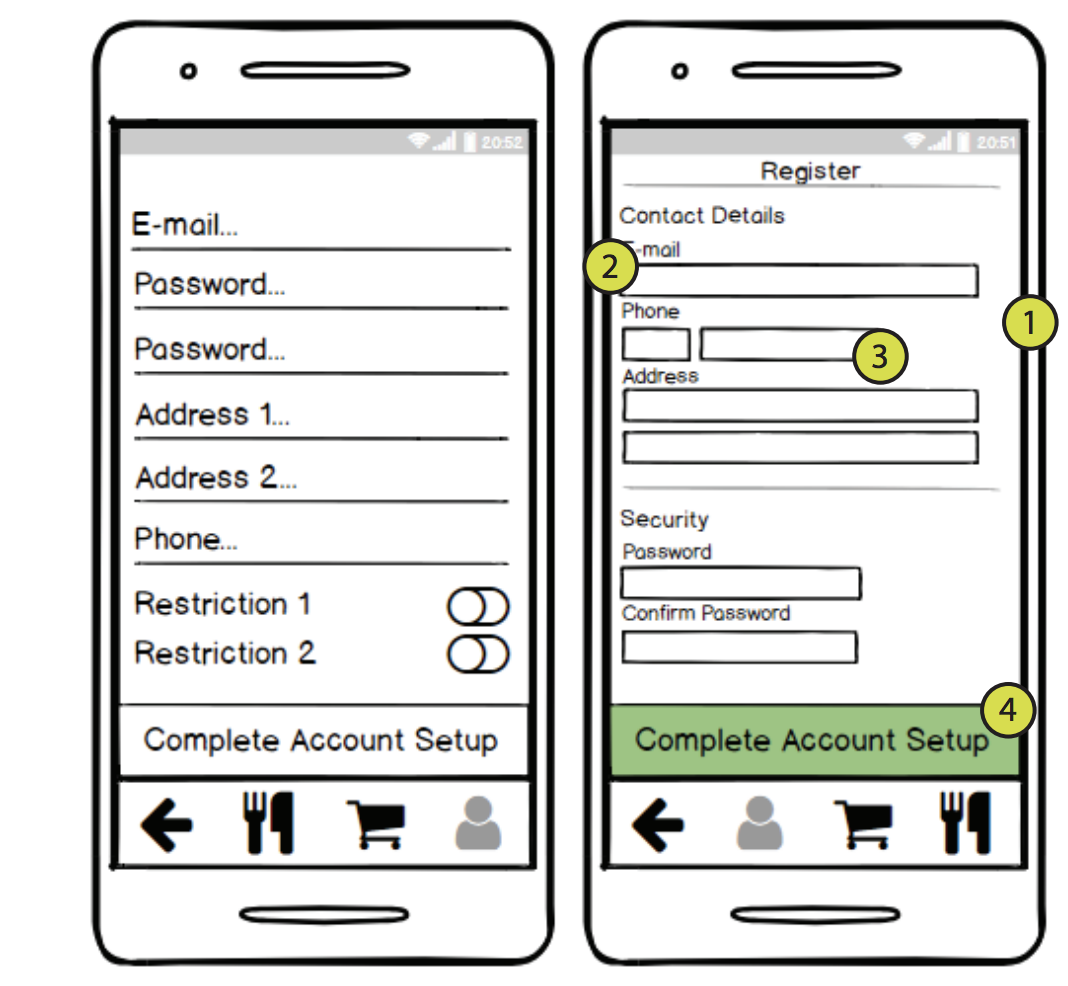 20:52
E-mail...
Password...
Password...
Address 1...
Address 2...
Phone...
Restriction 1
Restriction 2
Complete Account Setup
20:51
Register
Contact Details
E-mail
2
Phone
1
3
Address
Security
Password
Confirm Password
4
Complete Account Setup